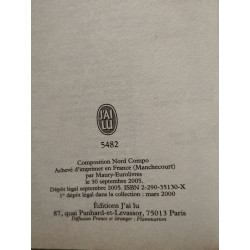 J'AI
LU
5482
Composition Nord Compo
Achevé d'imprimer en France (Manchecourt)
par Maury-Eurolivres
le 30 septembre 2005.
Dépôt légal septembre 2005. ISBN 2-290-35130-X
1er dépôt légal dans la collection : mars 2000
Éditions J'ai lu
87, quai Panhard-et-Levassor, 75013 Paris
Diffusion France et étranger : Flammarion